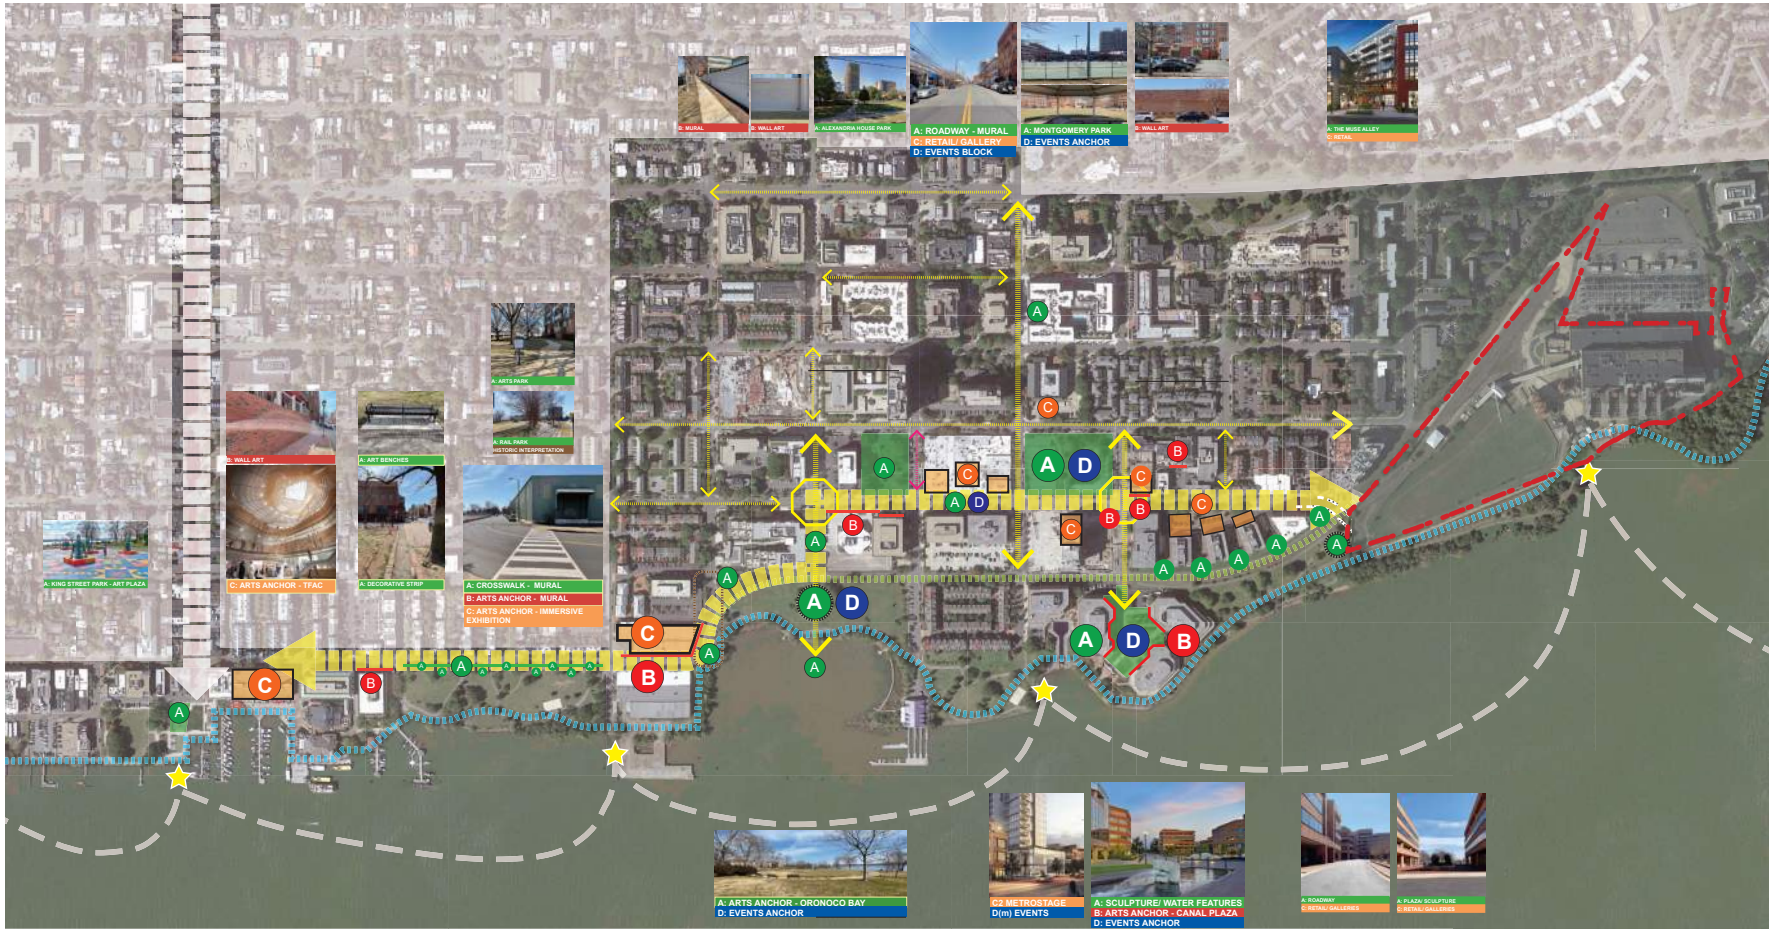 B: MURAL
B: WALL ART
A: ALEXANDRIA HOUSE PARK
A: ROADWAY - MURAL
C: RETAIL/ GALLERY
D: EVENTS BLOCK
A: MONTGOMERY PARK
D: EVENTS ANCHOR
B: WALL ART
A: THE MUSE ALLEY
C: RETAIL
A: ARTS PARK
A: RAIL PARK
HISTORIC INTERPRETATION
B: WALL ART
A: ART BENCHES
A: KING STREET PARK - ART PLAZA
C: ARTS ANCHOR - TFAC
A: DECORATIVE STRIP
A: CROSSWALK - MURAL
B: ARTS ANCHOR - MURAL
C: ARTS ANCHOR - IMMERSIVE
EXHIBITION
A
C
A
A D
C
C
B
A D
C
B
B
C
C
B
A
A
A
A
A
A
A
A
A
A D
A
A
C
B
A
D
B
A
A
A
A
A
A
A
A
B
C
A
A: ARTS ANCHOR - ORONOCO BAY
D: EVENTS ANCHOR
C2 METROSTAGE
D(m) EVENTS
A: SCULPTURE/ WATER FEATURES
B: ARTS ANCHOR - CANAL PLAZA
D: EVENTS ANCHOR
A: ROADWAY
C: RETAIL/ GALLERIES
A: PLAZA/ SCULPTURE
C: RETAIL/ GALLERIES